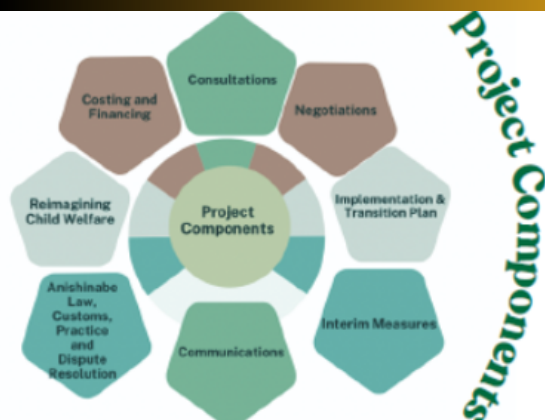 Consultations
Costing and
Financing
Negotiations
Reimagining
Child Welfare
Project
Components
Implementation &
Transition Plan
Anishinabe
Law,
Customs,
Practice
and
Dispute
Resolution
Communications
Interim Measures
Project Components